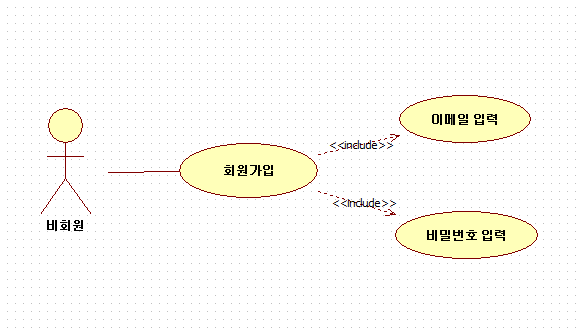 이메일 입력
<<include>>
회원가입
<<include>>
비회원
비밀번호 입력